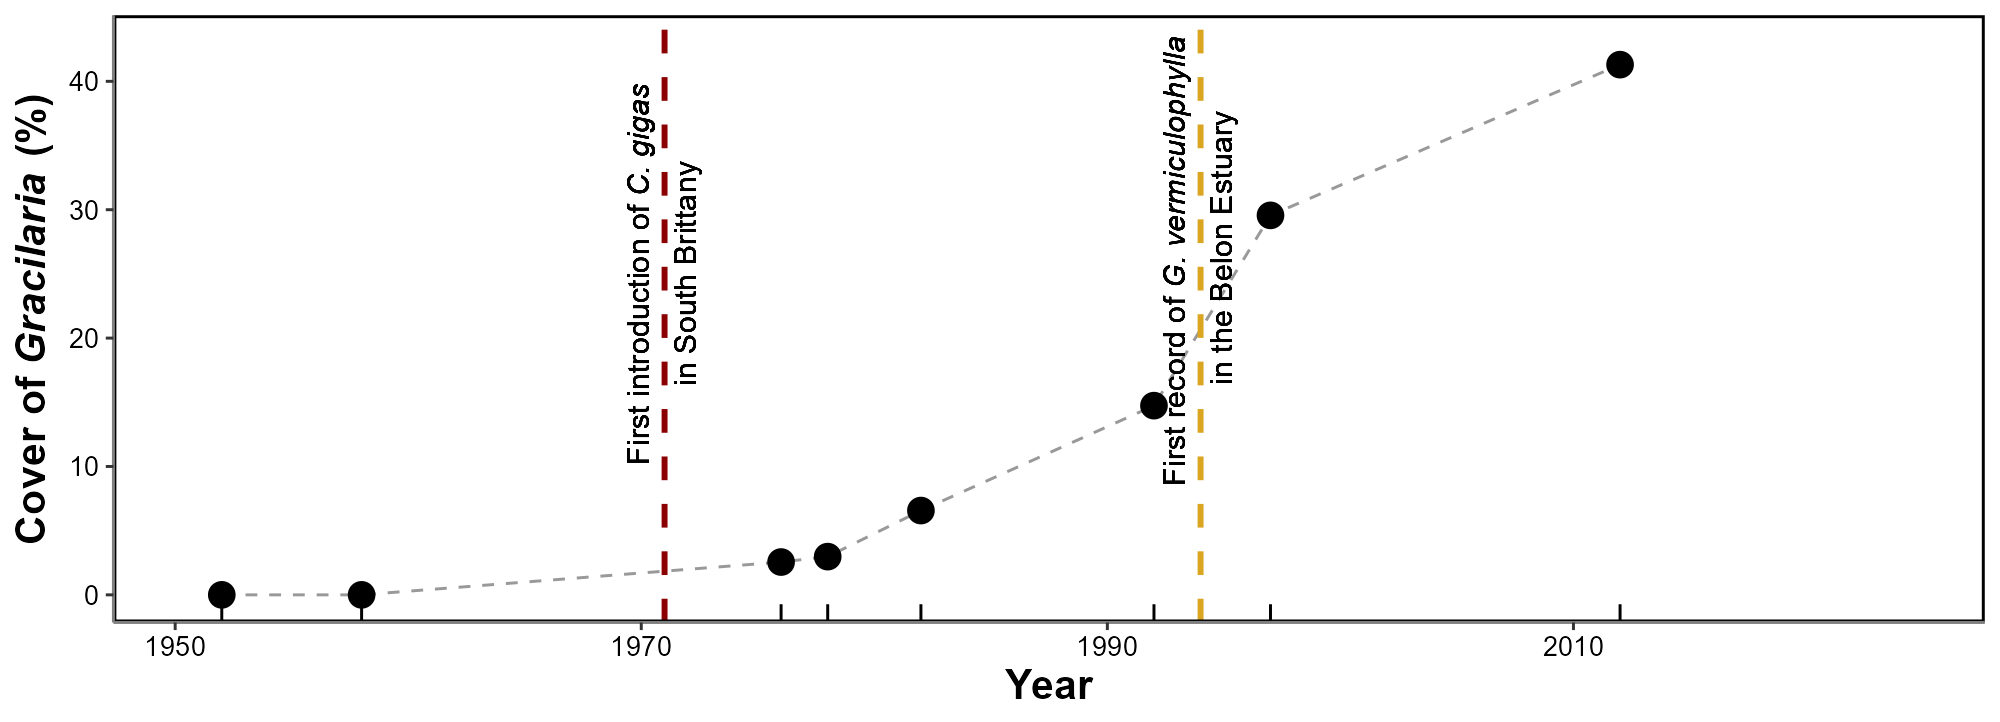 Cover of Gracilaria (%)
40
30
20
10
0
First introduction of C. gigas
in South Brittany
First record of G. vermiculophylla
in the Belon Estuary
1950
1970
1990
2010
Year